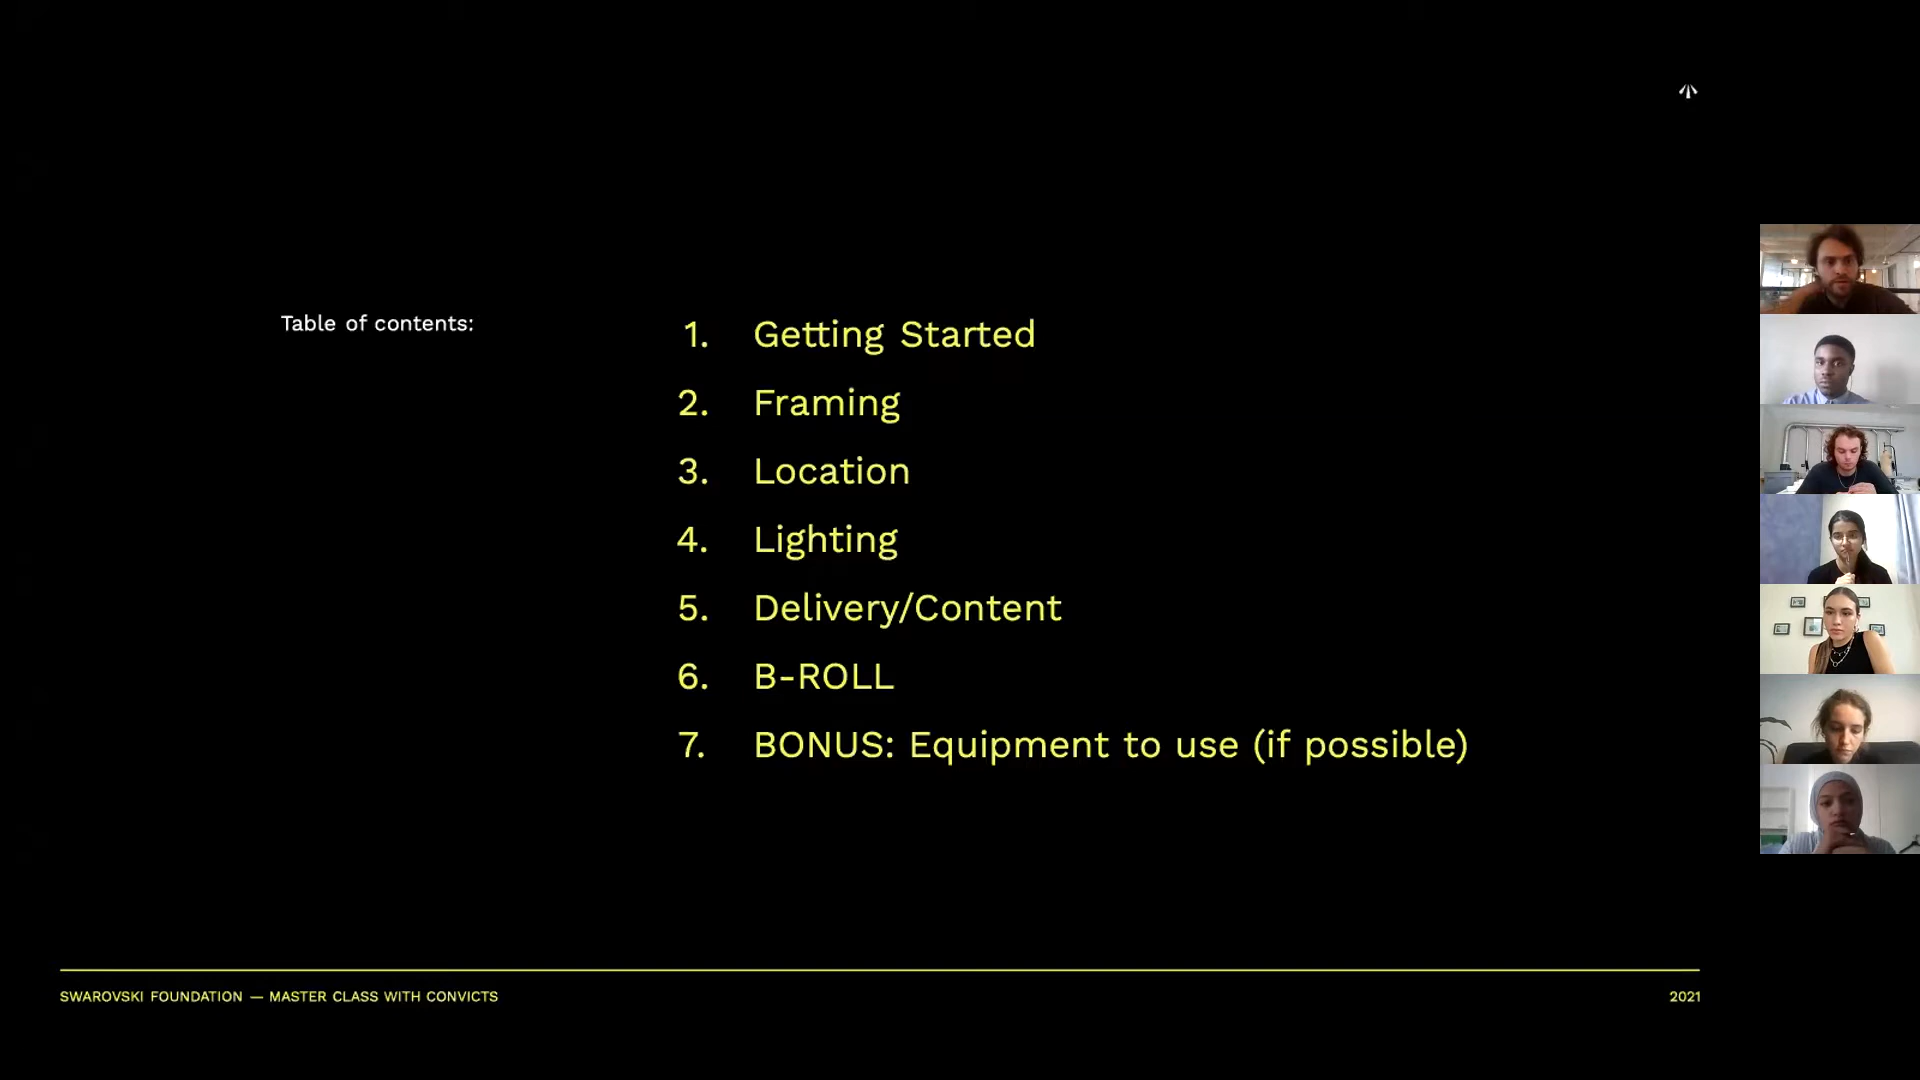 Table of contents:
1. Getting Started
2. Framing
3. Location
4. Lighting
5. Delivery/Content
6. B-ROLL
7. BONUS: Equipment to use (if possible)
SWAROVSKI FOUNDATION — MASTER CLASS WITH CONVICTS
2021